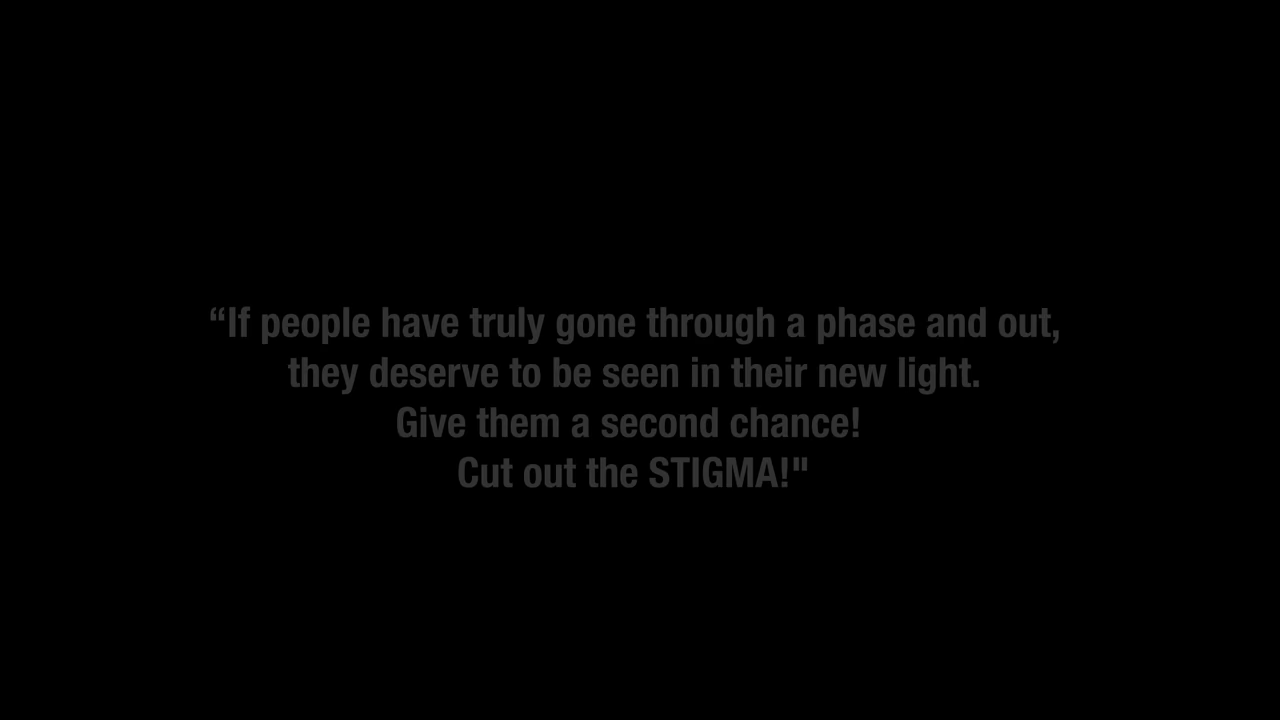 “If people have truly gone through a phase and out,
they deserve to be seen in their new light.
Give them a second chance!
Cut out the STIGMA!"